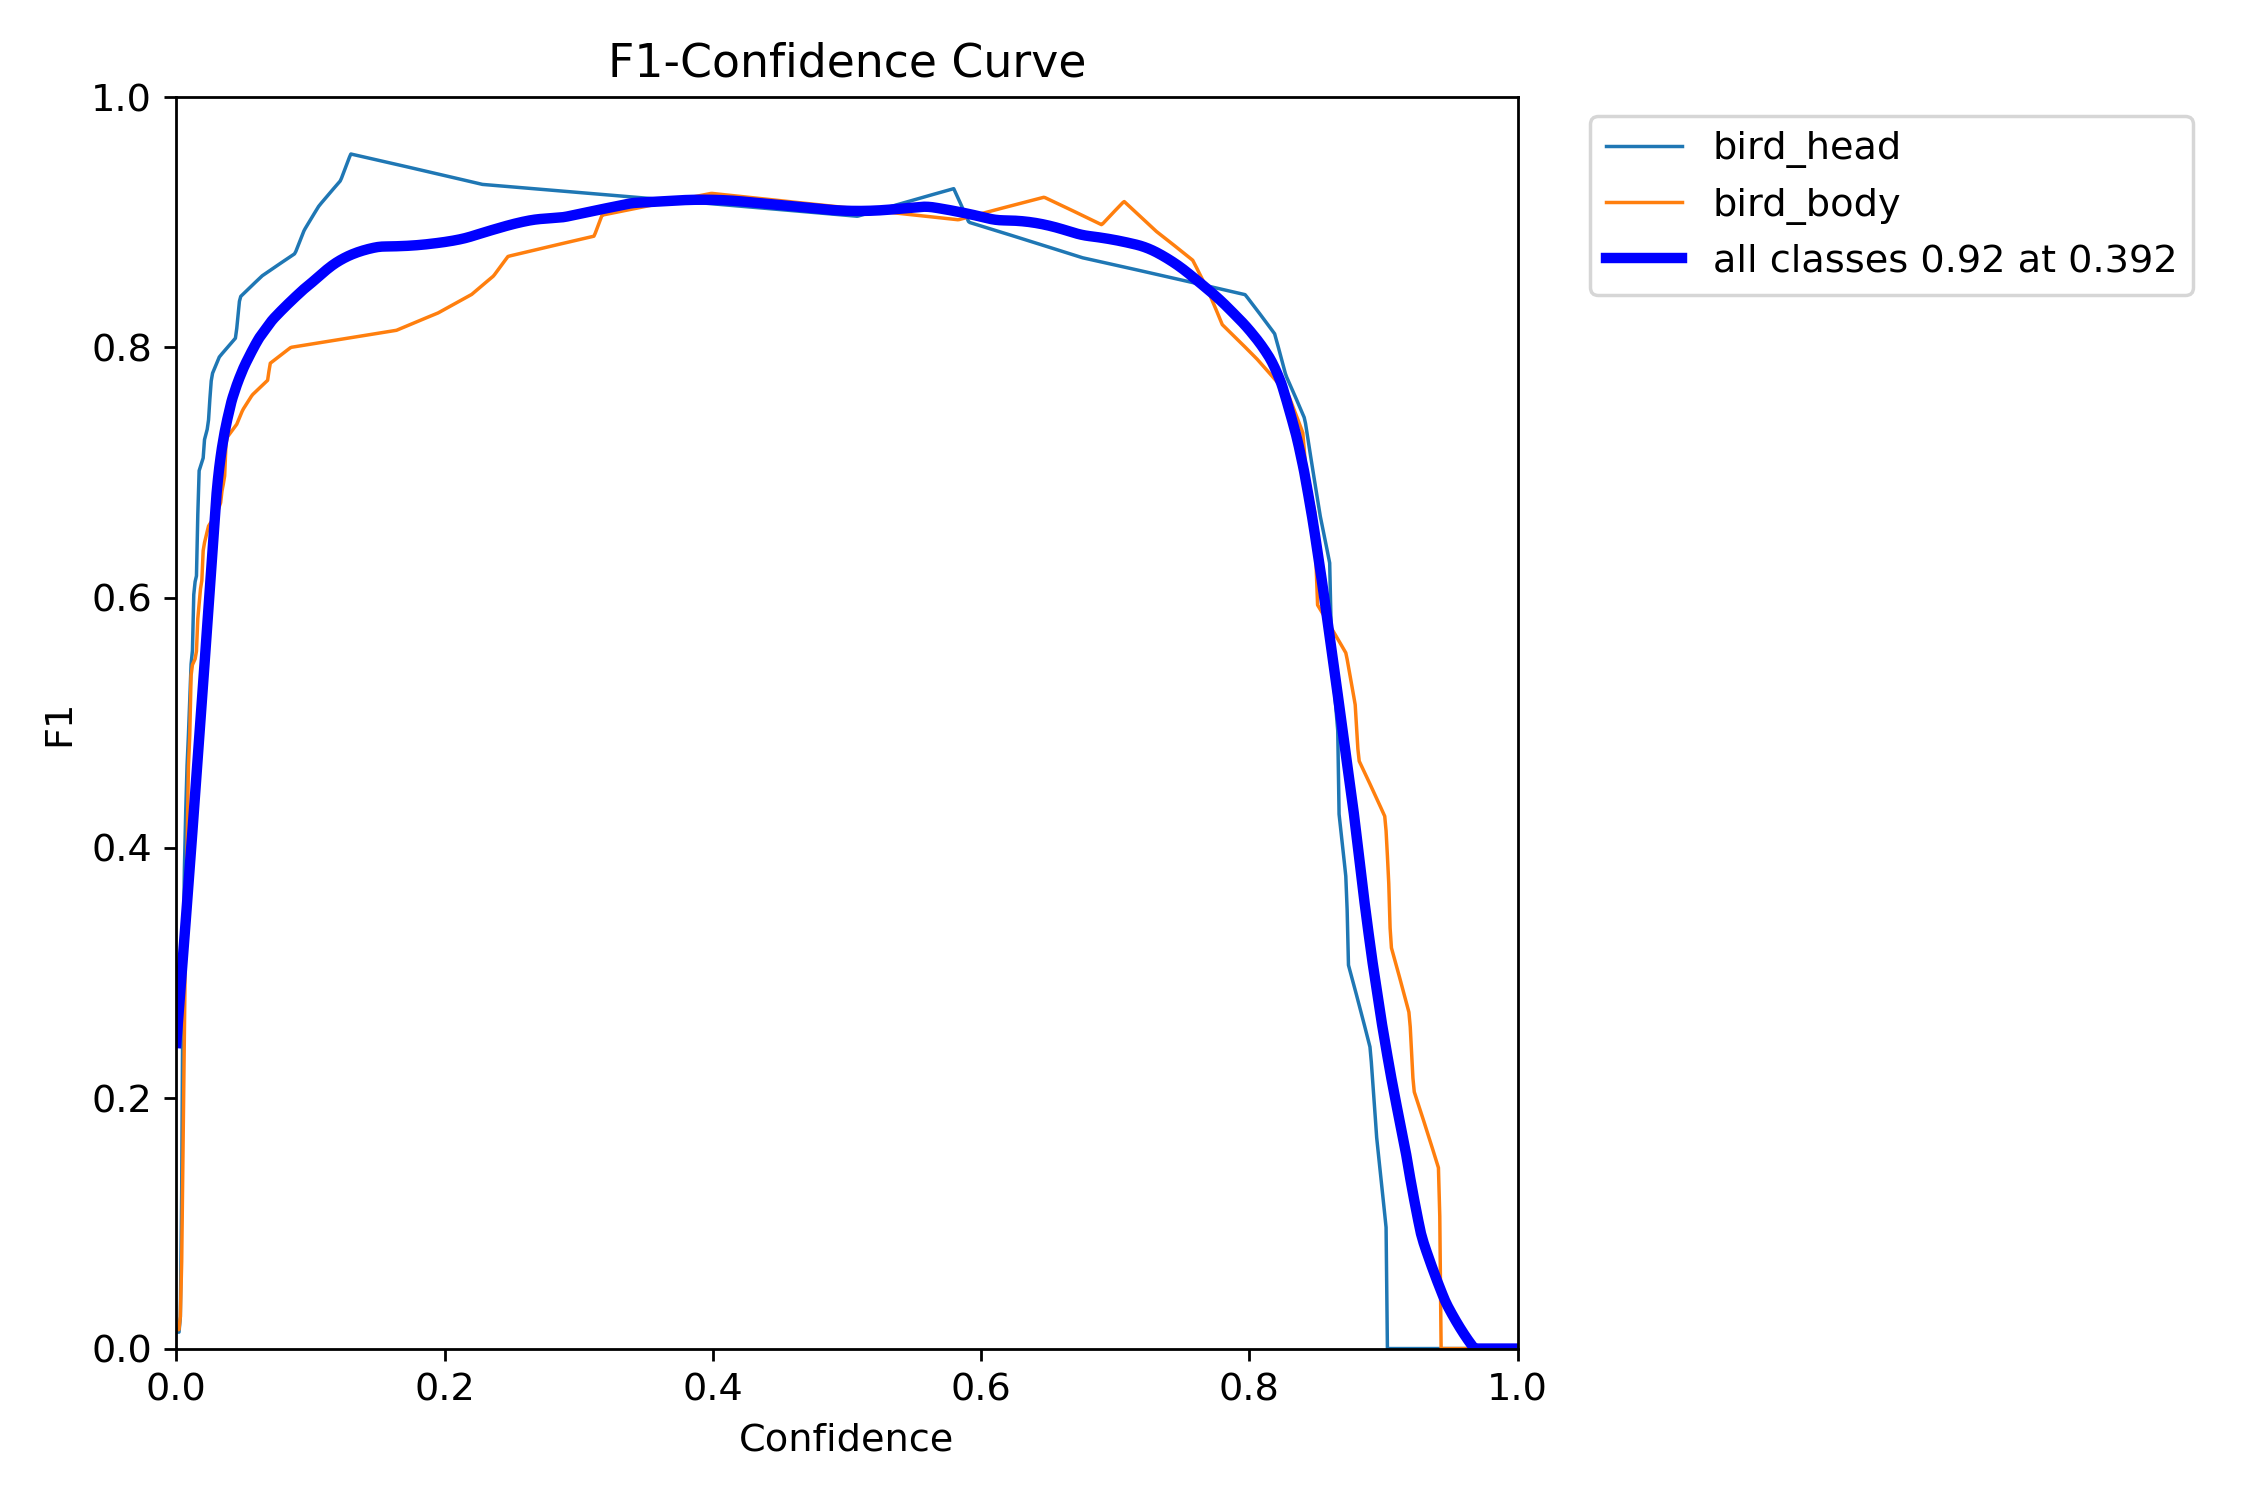 F1-Confidence Curve
1.0
0.8
0.6
0.4
0.2
0.0
F1
0.0 0.2 0.4 0.6 0.8 1.0
Confidence
bird_head
bird_body
all classes 0.92 at 0.392